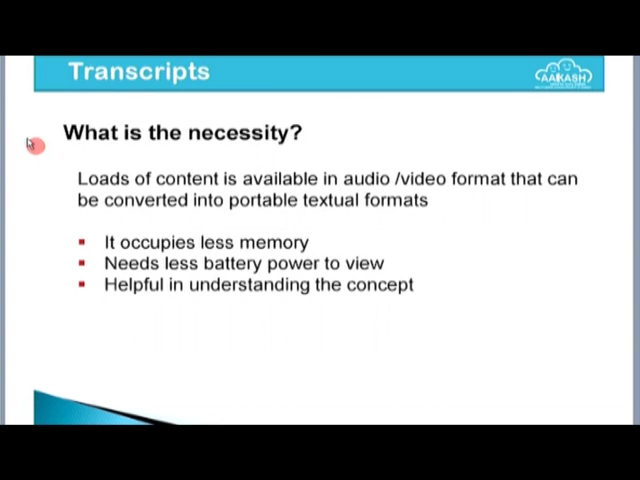 Transcripts
AAKASH
What is the necessity?
Loads of content is available in audio /video format that can
be converted into portable textual formats
It occupies less memory
Needs less battery power to view
Helpful in understanding the concept